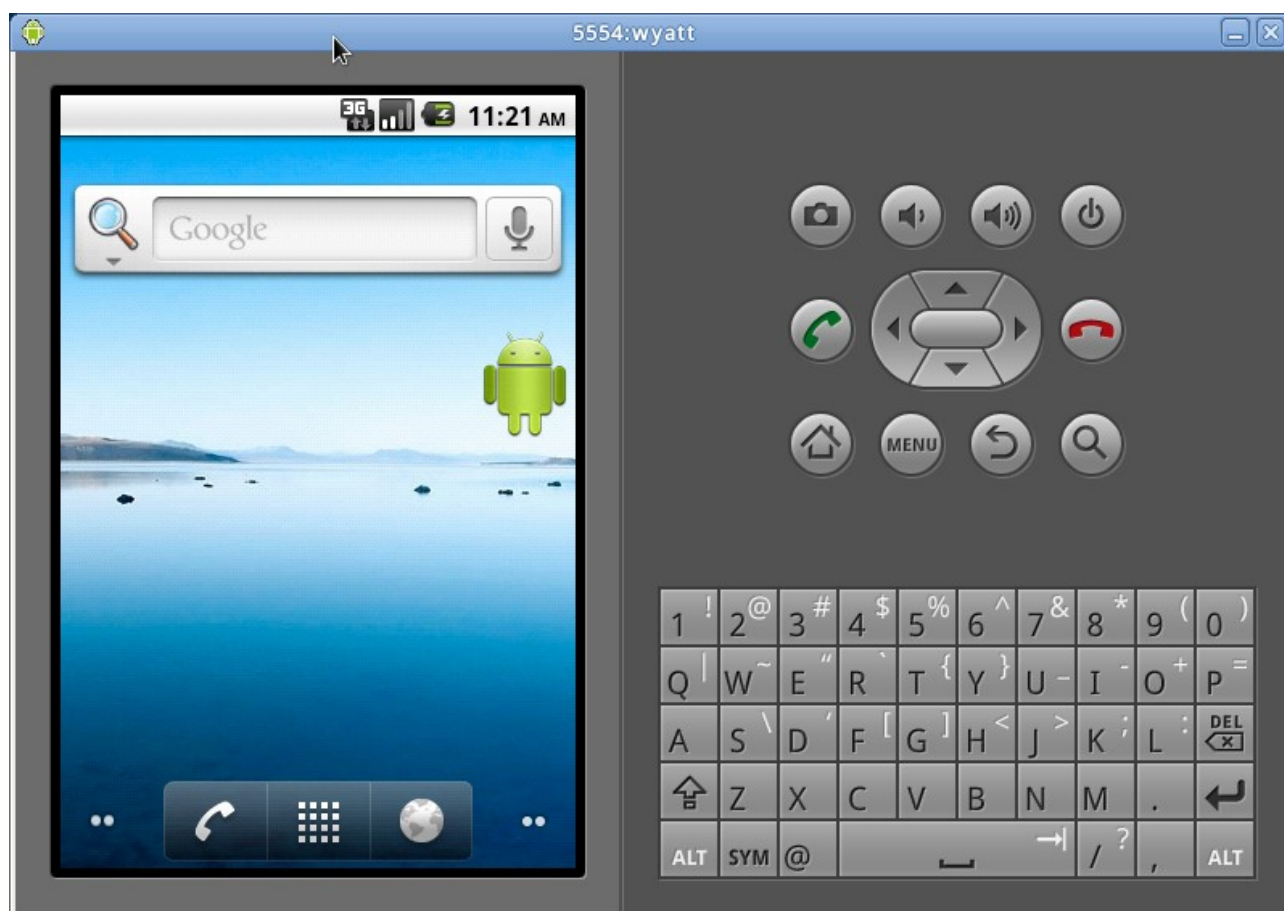 5554:wyatt
3G 11:21 AM
Google
MENU
1 ! 2 @ 3 # 4 $ 5 % 6 ^ 7 & 8 * 9 ( 0 )
Q | W ~ E " R ` T { Y } U _ I - O + P =
A S \ D ' F [ G ] H < J > K ; L : DEL
Z X C V B N M .
ALT SYM @ / ? , ALT